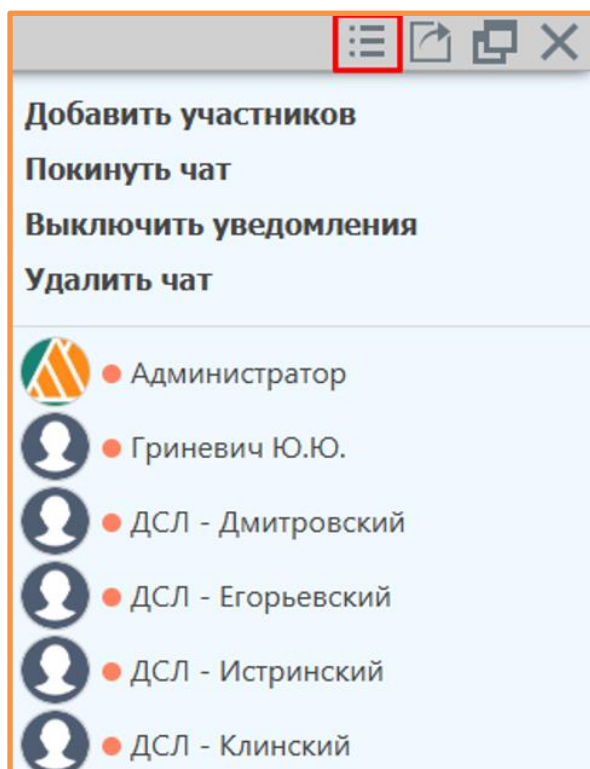 Добавить участников
Покинуть чат
Выключить уведомления
Удалить чат
Администратор
Гриневич Ю.Ю.
ДСЛ - Дмитровский
ДСЛ - Егорьевский
ДСЛ - Истринский
ДСЛ - Клинский